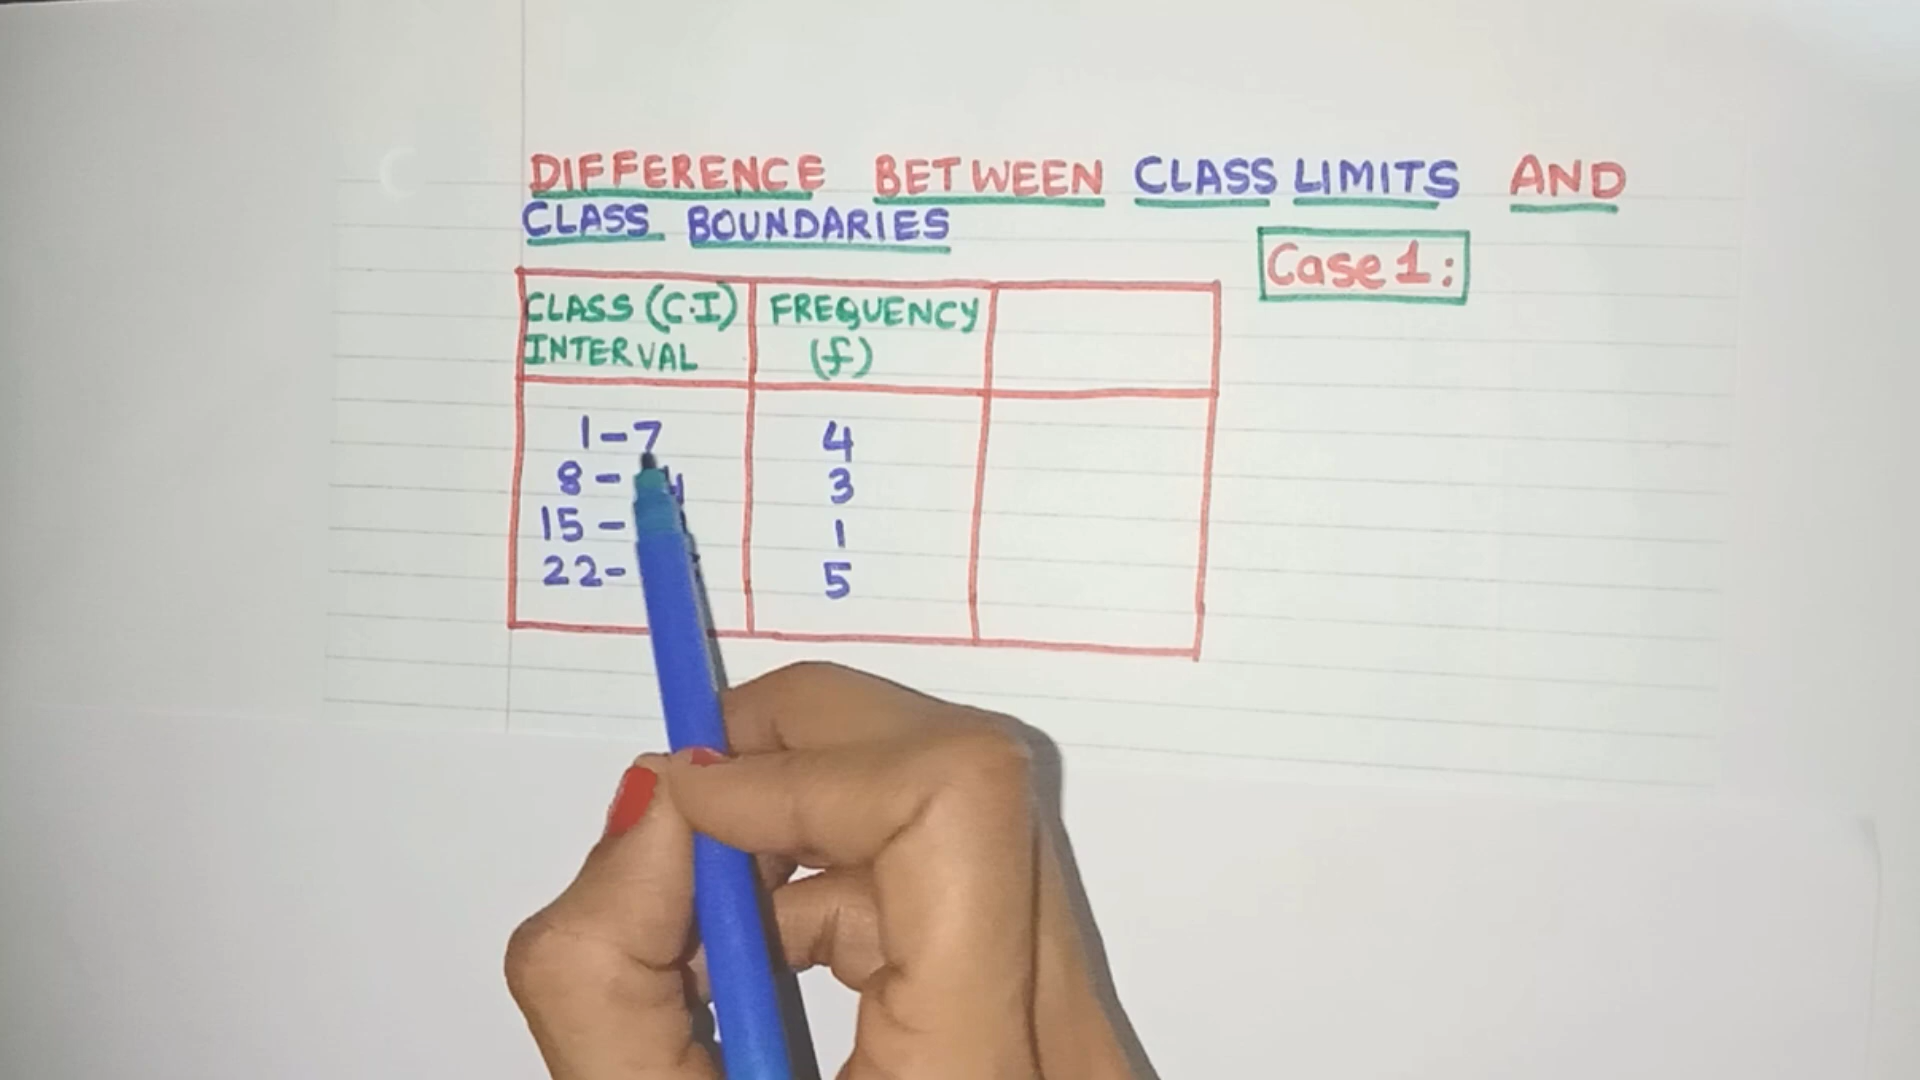 DIFFERENCE BETWEEN CLASS LIMITS AND
CLASS BOUNDARIES
Case 1:
CLASS (C.I) FREQUENCY
INTERVAL (f)
1-7 4
8- 3
15- 1
22- 5